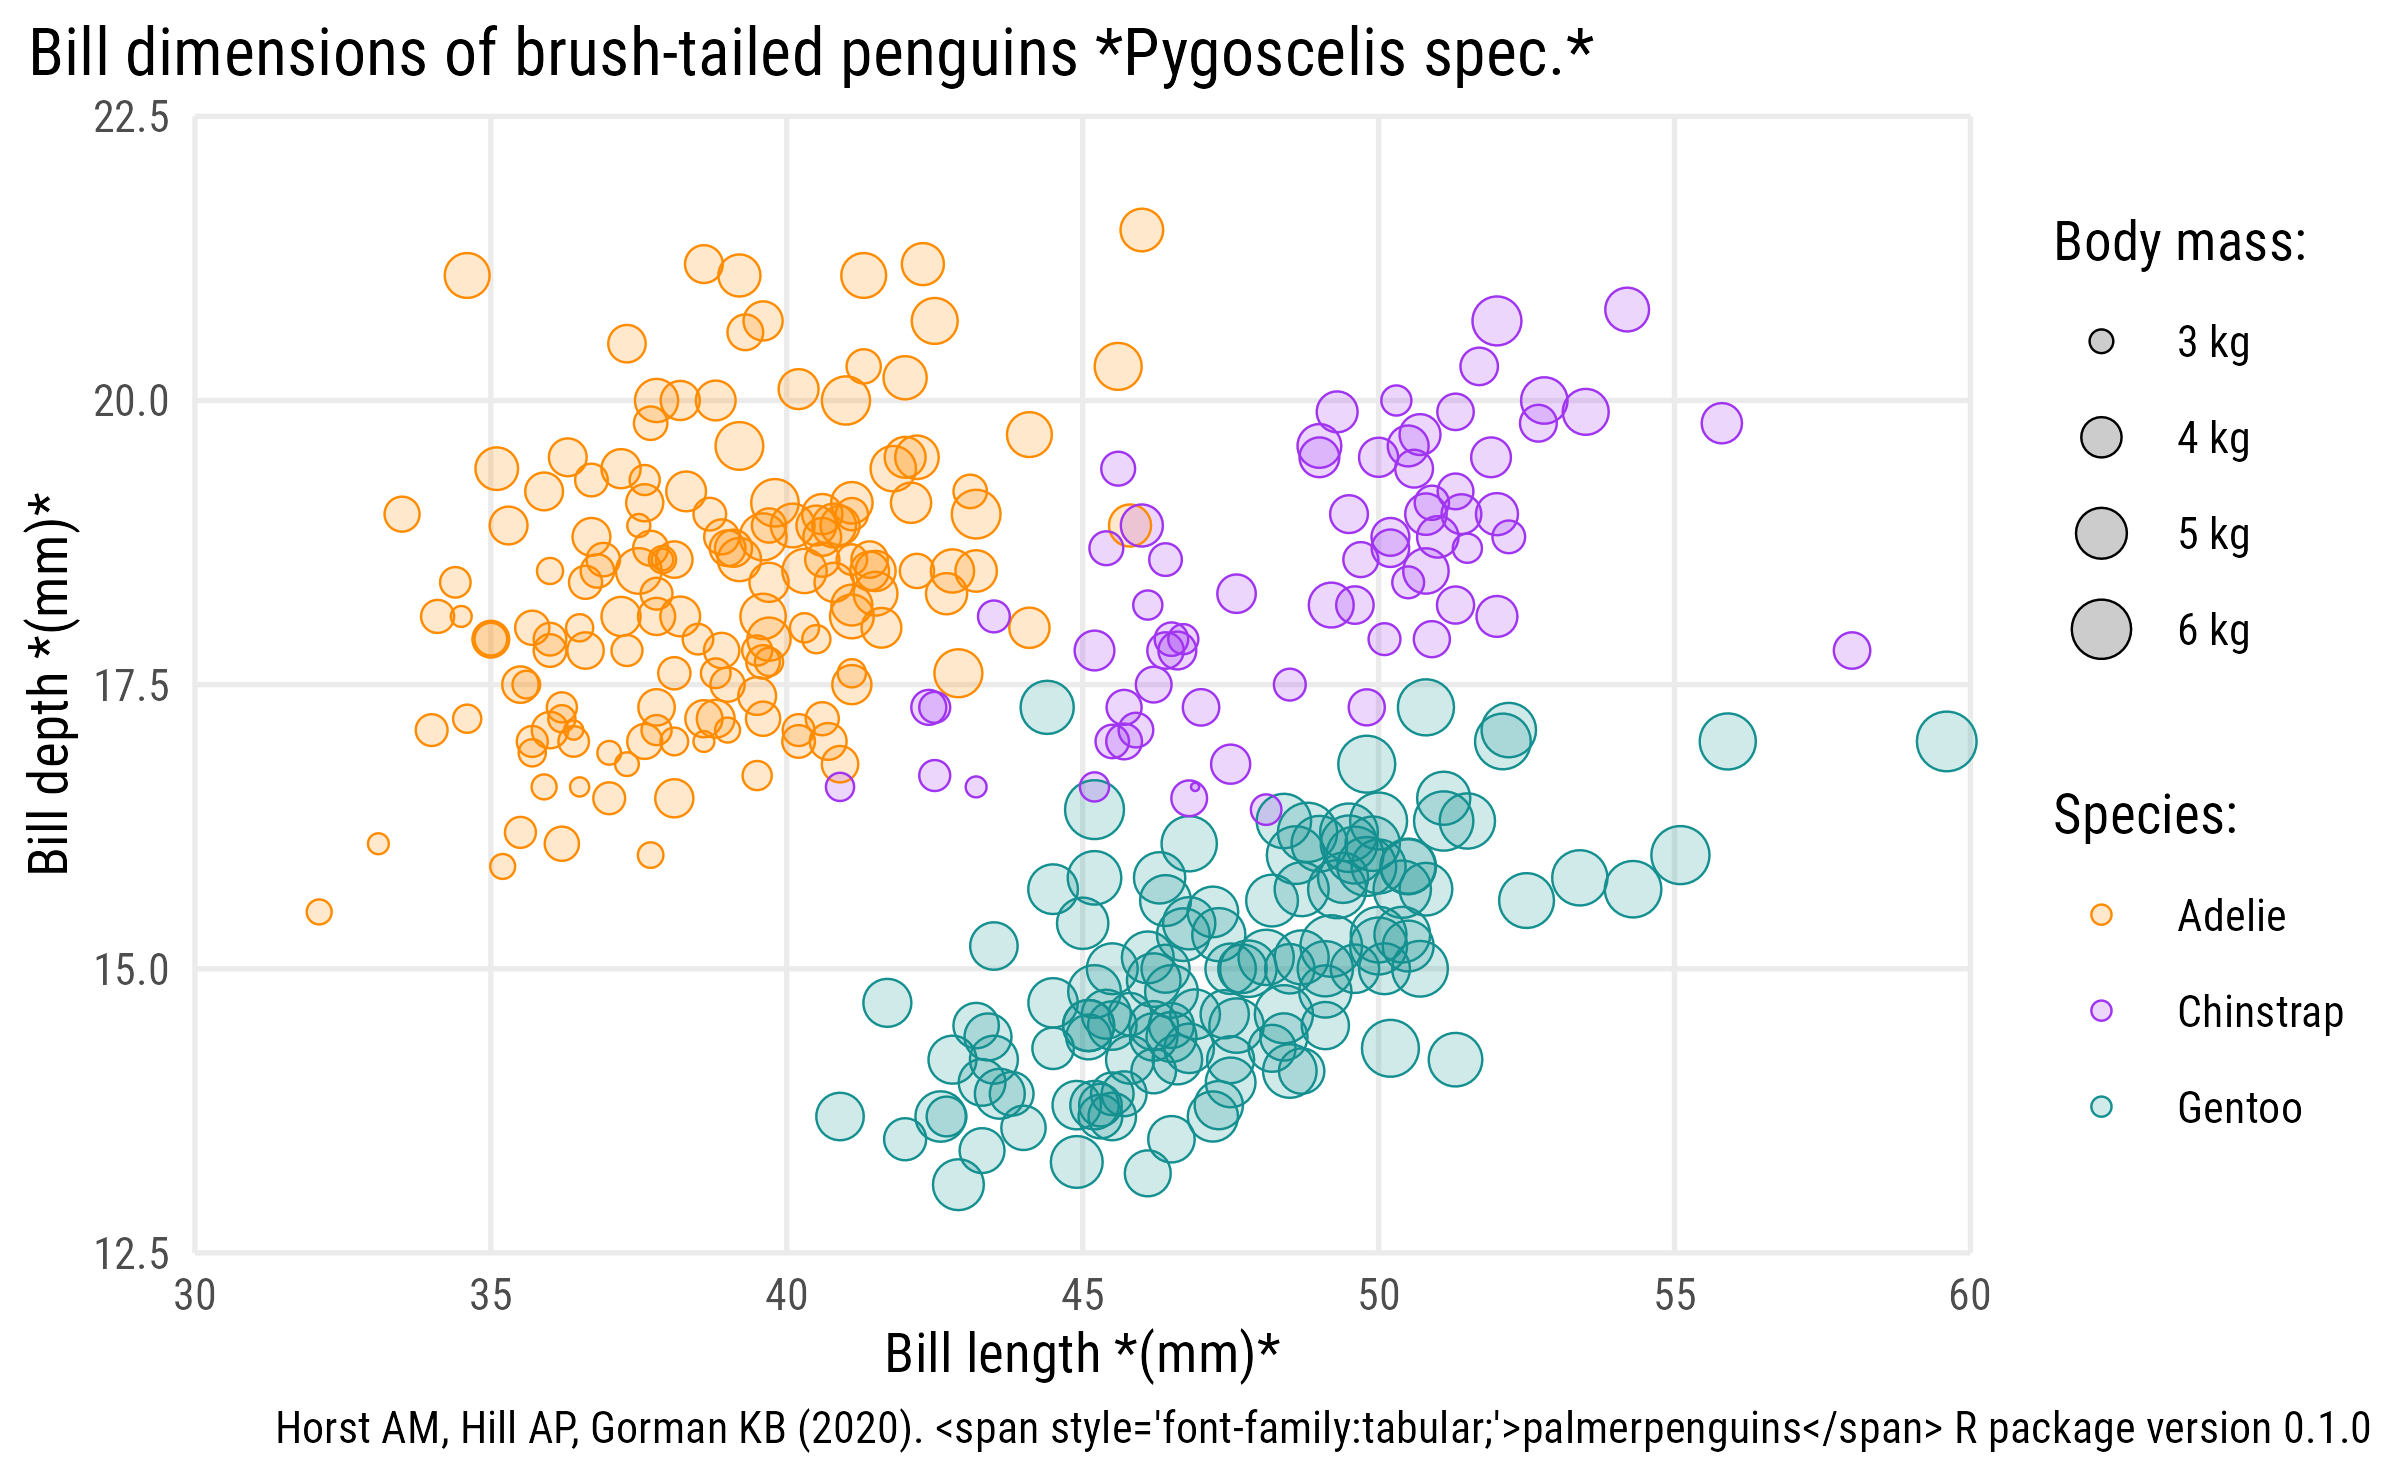 Bill dimensions of brush-tailed penguins *Pygoscelis spec.*
22.5
20.0
17.5
15.0
12.5
Bill depth *(mm)*
30 35 40 45 50 55 60
Bill length *(mm)*
Body mass:
3 kg
4 kg
5 kg
6 kg
Species:
Adelie
Chinstrap
Gentoo
Horst AM, Hill AP, Gorman KB (2020). <span style='font-family:tabular;'>palmerpenguins</span> R package version 0.1.0